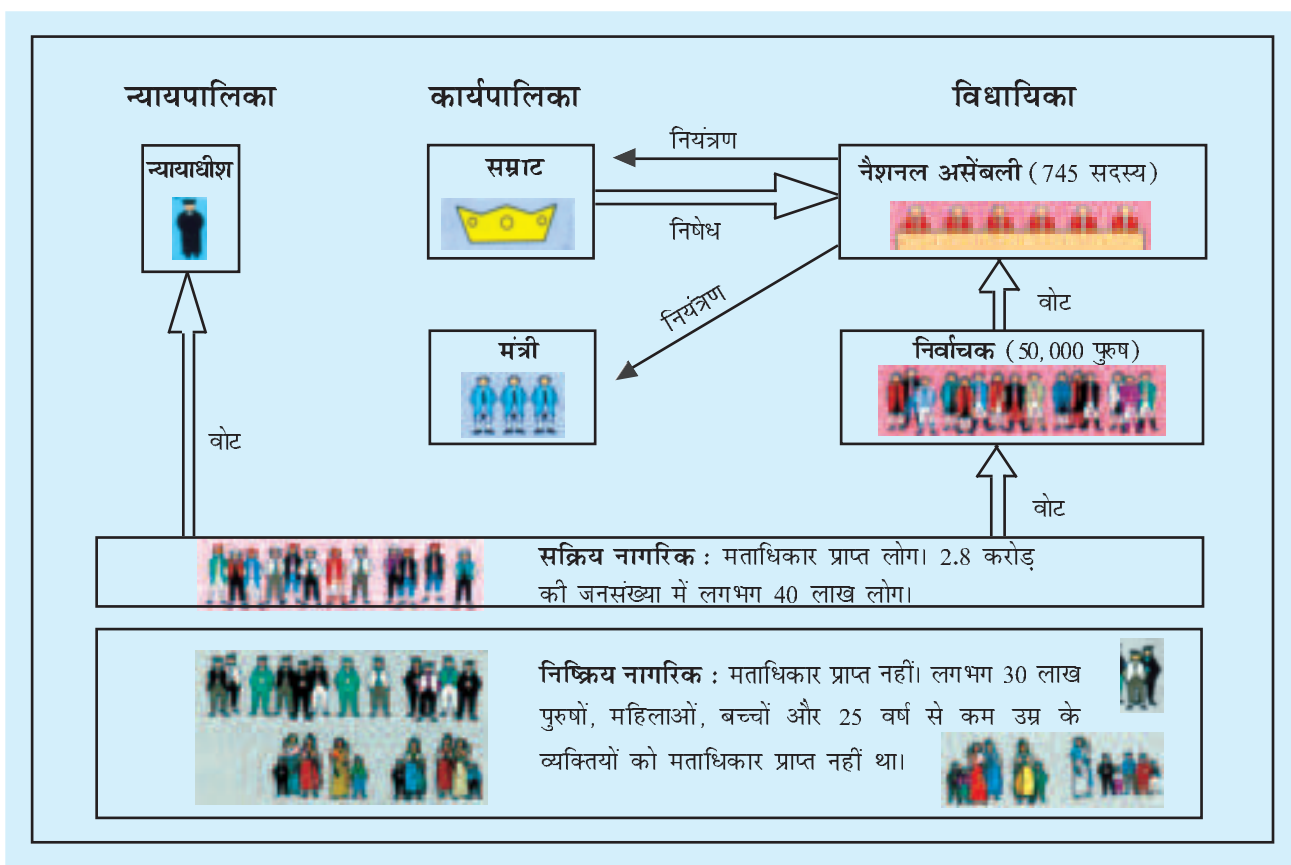 न्यायपालिका
कार्यपालिका
विधायिका
न्यायाधीश
सम्राट
नियंत्रण
निषेध
नैशनल असेंबली (745 सदस्य)
नियंत्रण
वोट
मंत्री
निर्वाचक (50,000 पुरुष)
वोट
वोट
सक्रिय नागरिक : मताधिकार प्राप्त लोग। 2.8 करोड़
की जनसंख्या में लगभग 40 लाख लोग।
निष्क्रिय नागरिक : मताधिकार प्राप्त नहीं। लगभग 30 लाख
पुरुषों, महिलाओं, बच्चों और 25 वर्ष से कम उम्र के
व्यक्तियों को मताधिकार प्राप्त नहीं था।